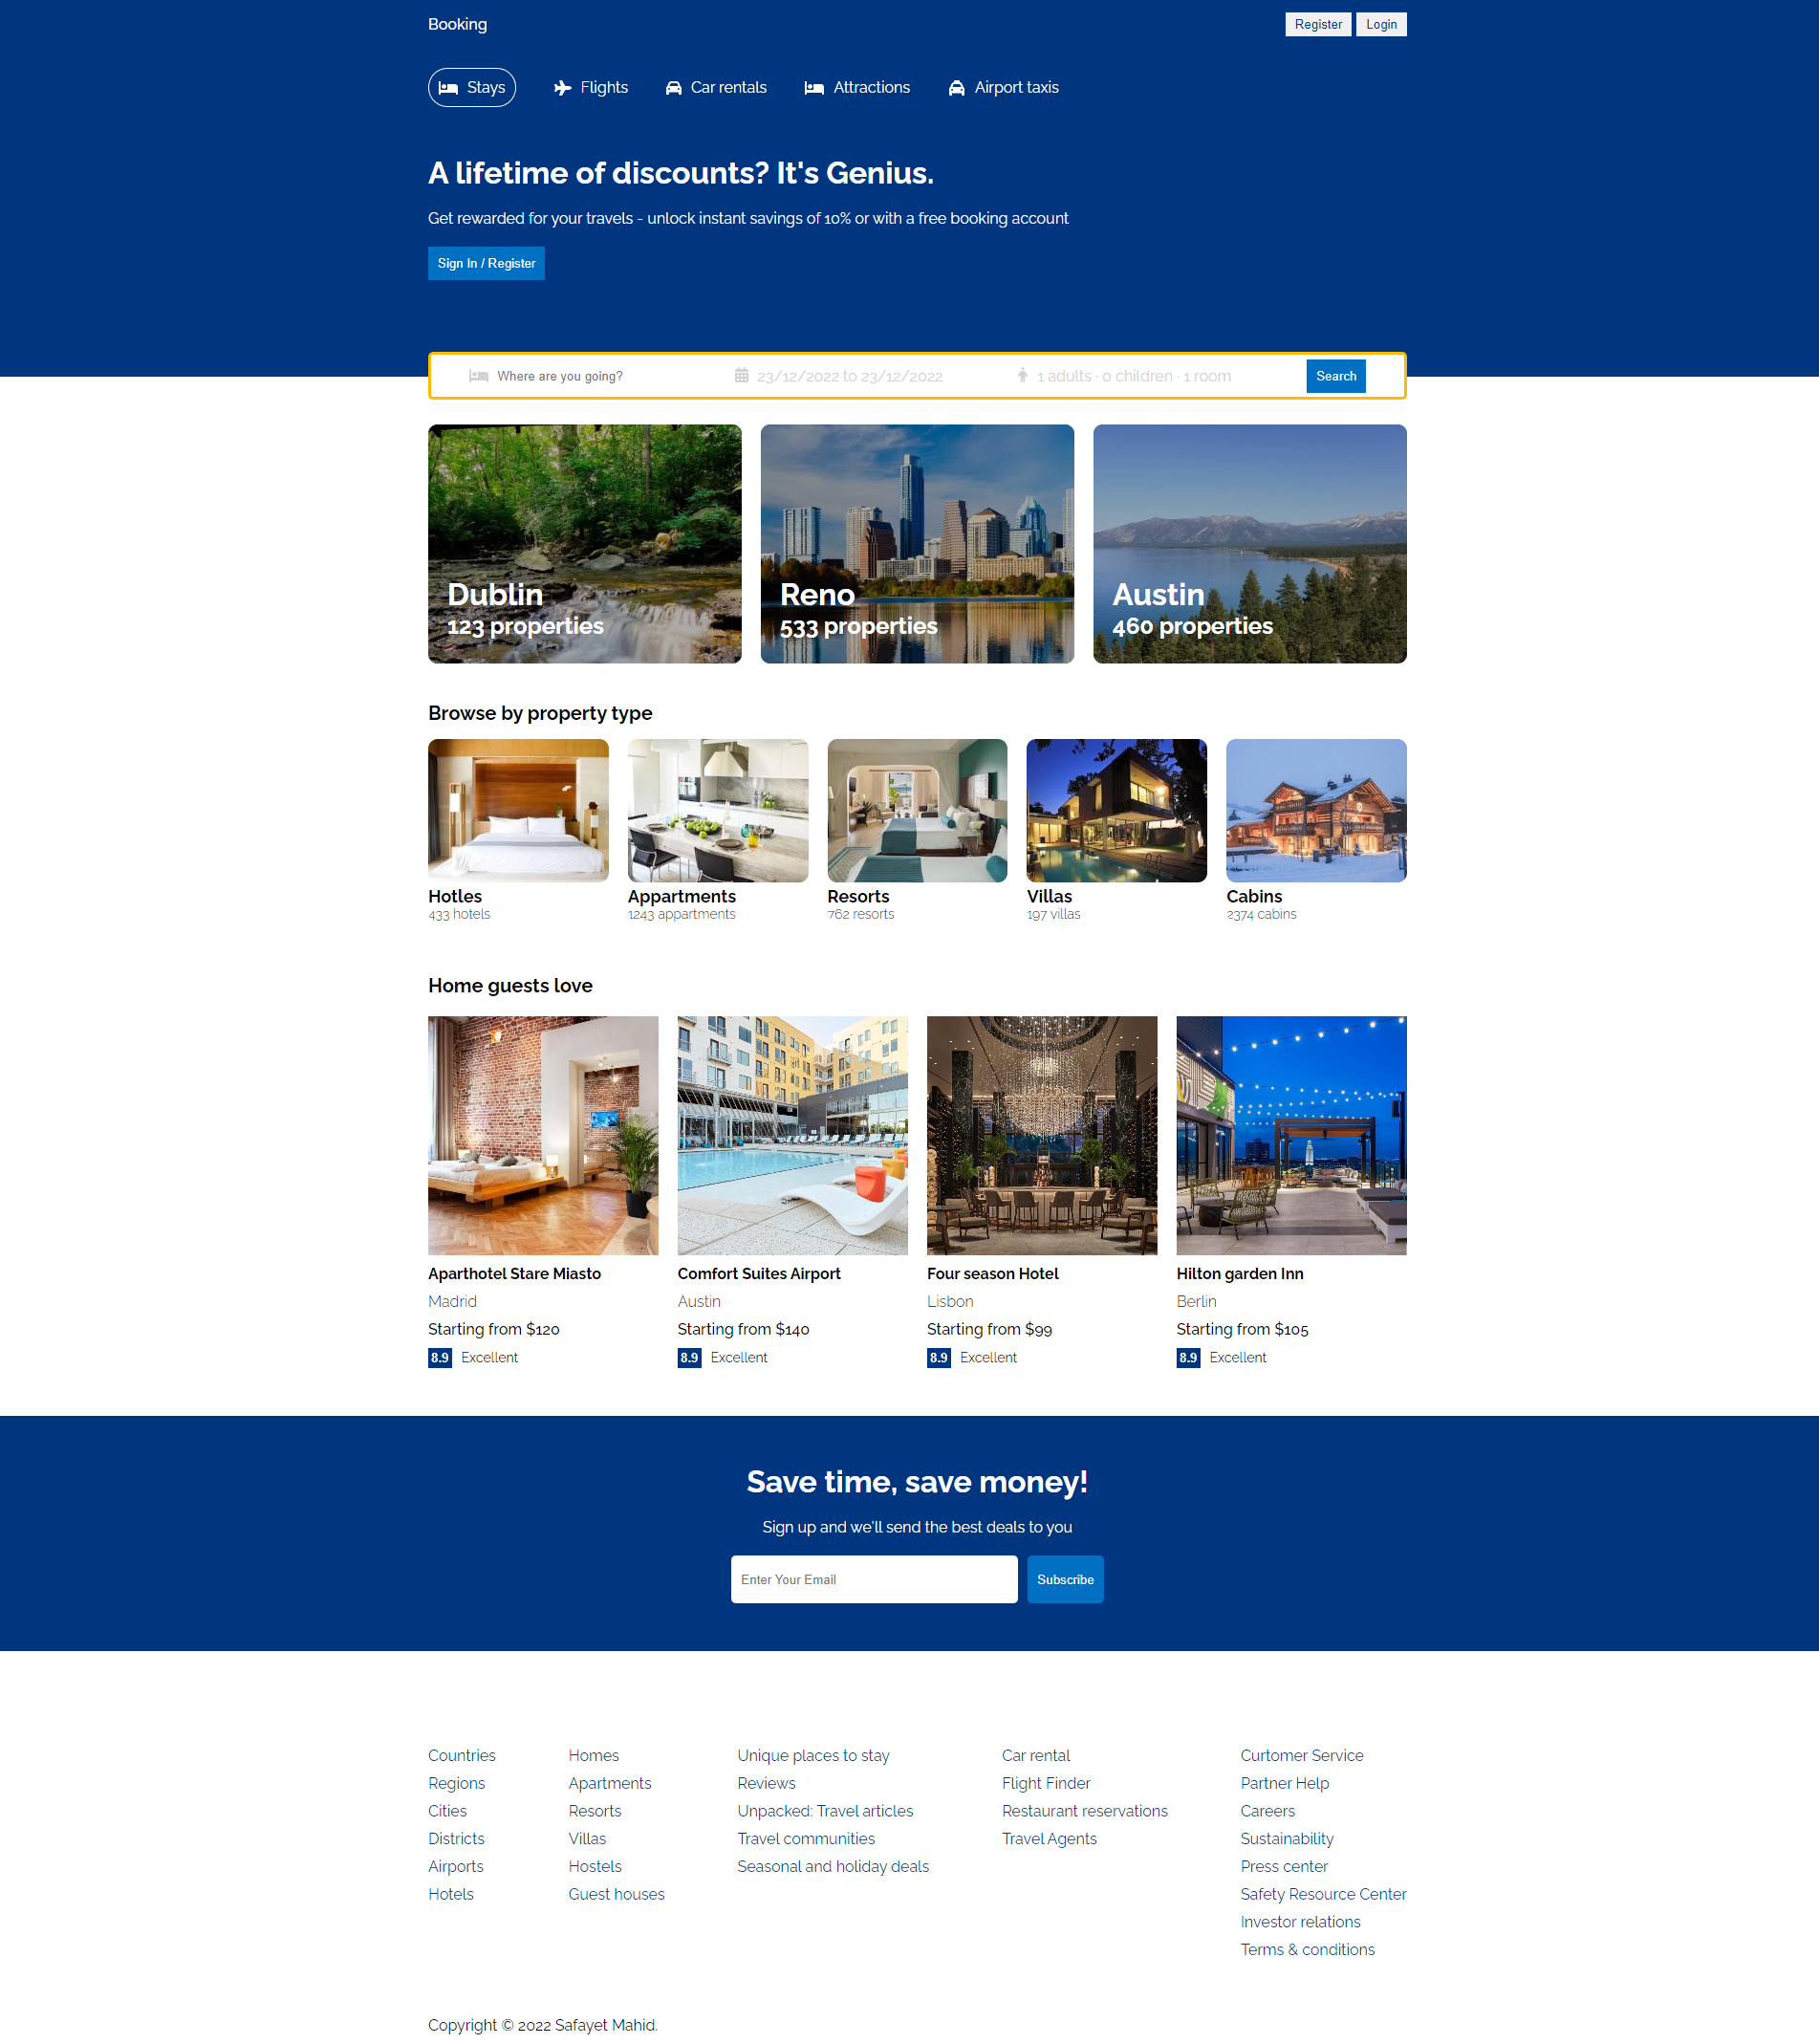 Booking
Register
Login
Stays
Flights
Car rentals
Attractions
Airport taxis
A lifetime of discounts? It's Genius.
Get rewarded for your travels - unlock instant savings of 10% or with a free booking account
Sign In / Register
Where are you going?
23/12/2022 to 23/12/2022
1 adults · 0 children · 1 room
Search
Dublin
123 properties
Reno
533 properties
Austin
460 properties
Browse by property type
Hotles
433 hotels
Appartments
1243 appartments
Resorts
762 resorts
Villas
197 villas
Cabins
2374 cabins
Home guests love
Aparthotel Stare Miasto
Madrid
Starting from $120
8.9 Excellent
Comfort Suites Airport
Austin
Starting from $140
8.9 Excellent
Four season Hotel
Lisbon
Starting from $99
8.9 Excellent
Hilton garden Inn
Berlin
Starting from $105
8.9 Excellent
Save time, save money!
Sign up and we'll send the best deals to you
Enter Your Email
Subscribe
Countries
Regions
Cities
Districts
Airports
Hotels
Homes
Apartments
Resorts
Villas
Hostels
Guest houses
Unique places to stay
Reviews
Unpacked: Travel articles
Travel communities
Seasonal and holiday deals
Car rental
Flight Finder
Restaurant reservations
Travel Agents
Curtomer Service
Partner Help
Careers
Sustainability
Press center
Safety Resource Center
Investor relations
Terms & conditions
Copyright © 2022 Safayet Mahid.